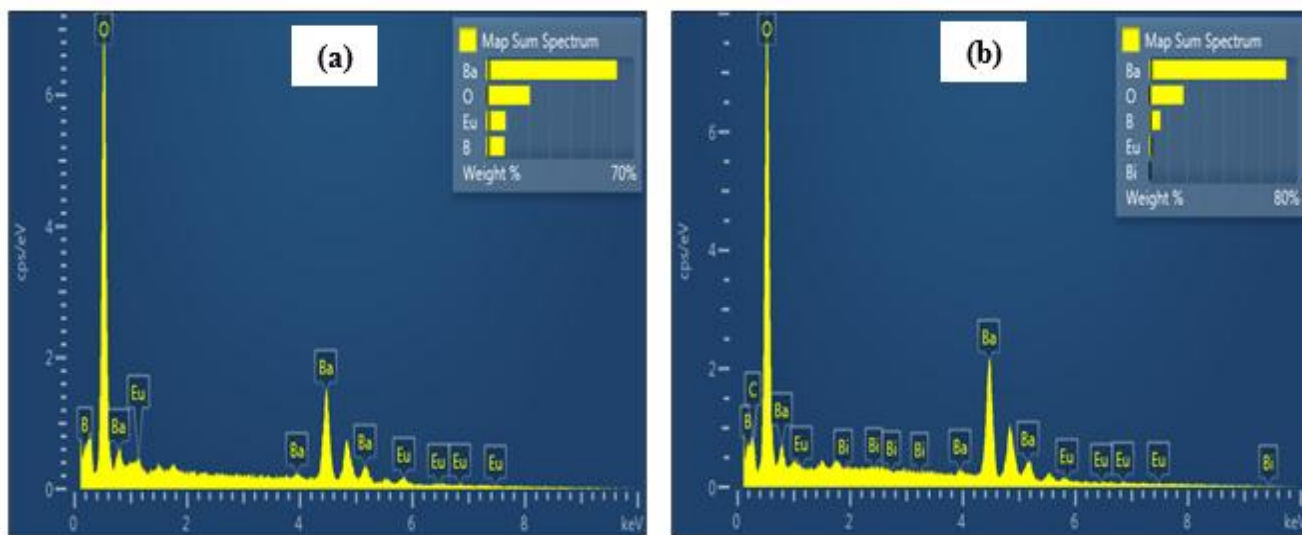 (a)
Map Sum Spectrum
Ba
O
Eu
B
Weight % 70%
cps/eV
6
4
2
0
O
B
Ba
Eu
Ba
Ba
Ba
Eu
Eu
Eu
Eu
0 2 4 6 8 keV
(b)
Map Sum Spectrum
Ba
O
B
Eu
Bi
Weight % 80%
cps/eV
6
4
2
0
O
C
B
Ba
Eu
Bi
Bi
Bi
Bi
Ba
Ba
Ba
Eu
Eu
Eu
Eu
Bi
0 2 4 6 8 keV